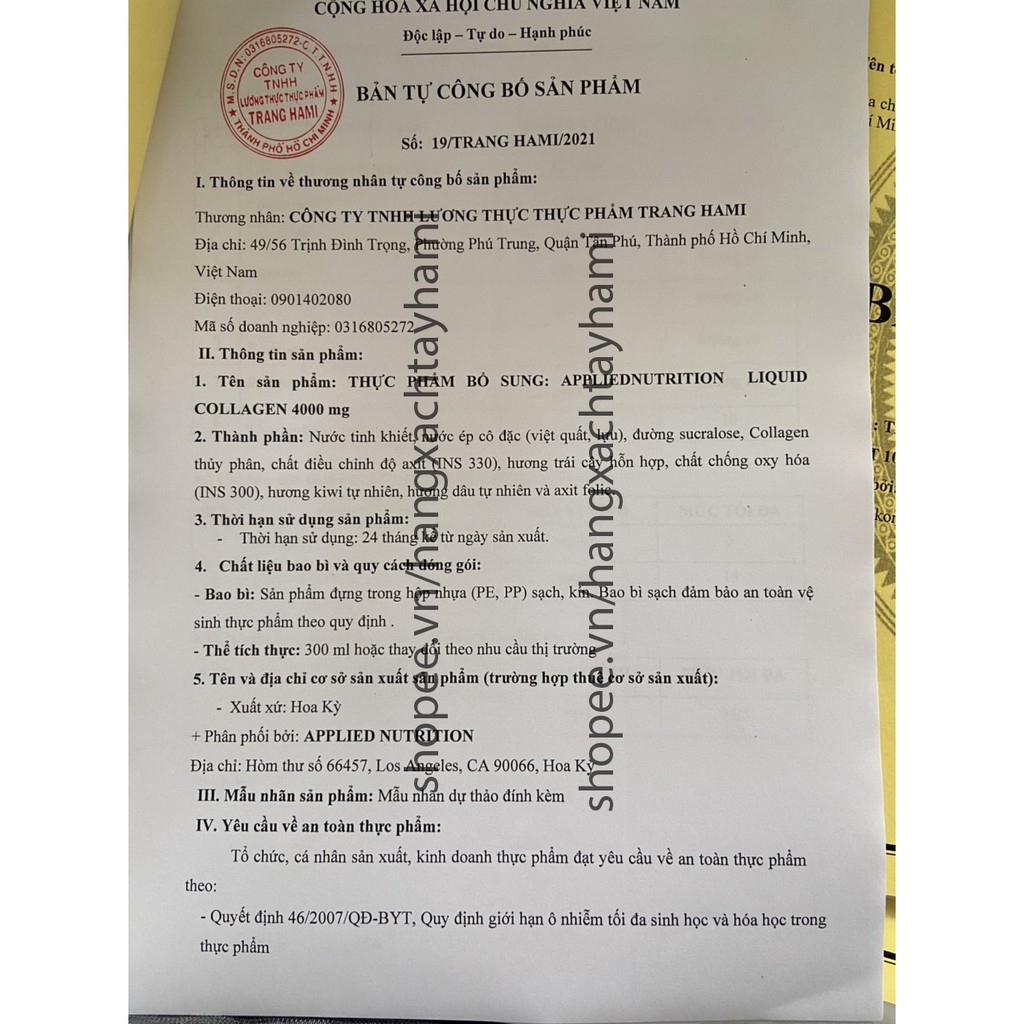 CỘNG HÒA XÃ HỘI CHỦ NGHĨA VIỆT NAM
Độc lập – Tự do – Hạnh phúc
M.S.D.N: 0316805272-C.T.T.N.H.H
CÔNG TY
TNHH
LƯƠNG THỰC THỰC PHẨM
TRANG HAMI
THÀNH PHỐ HỒ CHÍ MINH
BẢN TỰ CÔNG BỐ SẢN PHẨM
Số: 19/TRANG HAMI/2021
I. Thông tin về thương nhân tự công bố sản phẩm:
Thương nhân: CÔNG TY TNHH LƯƠNG THỰC THỰC PHẨM TRANG HAMI
Địa chỉ: 49/56 Trịnh Đình Trọng, Phường Phú Trung, Quận Tân Phú, Thành phố Hồ Chí Minh,
Việt Nam
Điện thoại: 0901402080
Mã số doanh nghiệp: 0316805272
II. Thông tin sản phẩm:
1. Tên sản phẩm: THỰC PHẨM BỔ SUNG: APPLIEDNUTRITION LIQUID
COLLAGEN 4000 mg
2. Thành phần: Nước tinh khiết, nước ép cô đặc (việt quất, lựu), đường sucralose, Collagen
thủy phân, chất điều chỉnh độ axit (INS 330), hương trái cây hỗn hợp, chất chống oxy hóa
(INS 300), hương kiwi tự nhiên, hương dâu tự nhiên và axit folic.
3. Thời hạn sử dụng sản phẩm:
- Thời hạn sử dụng: 24 tháng kể từ ngày sản xuất.
4. Chất liệu bao bì và quy cách đóng gói:
- Bao bì: Sản phẩm đựng trong hộp nhựa (PE, PP) sạch, kín. Bao bì sạch đảm bảo an toàn vệ
sinh thực phẩm theo quy định .
- Thể tích thực: 300 ml hoặc thay đổi theo nhu cầu thị trường
5. Tên và địa chỉ cơ sở sản xuất sản phẩm (trường hợp thuê cơ sở sản xuất):
- Xuất xứ: Hoa Kỳ
+ Phân phối bởi: APPLIED NUTRITION
Địa chỉ: Hòm thư số 66457, Los Angeles, CA 90066, Hoa Kỳ
III. Mẫu nhãn sản phẩm: Mẫu nhãn dự thảo đính kèm
IV. Yêu cầu về an toàn thực phẩm:
Tổ chức, cá nhân sản xuất, kinh doanh thực phẩm đạt yêu cầu về an toàn thực phẩm
theo:
- Quyết định 46/2007/QĐ-BYT, Quy định giới hạn ô nhiễm tối đa sinh học và hóa học trong
thực phẩm
shopee.vn/hangxachtayhami
shopee.vn/hangxachtayhami